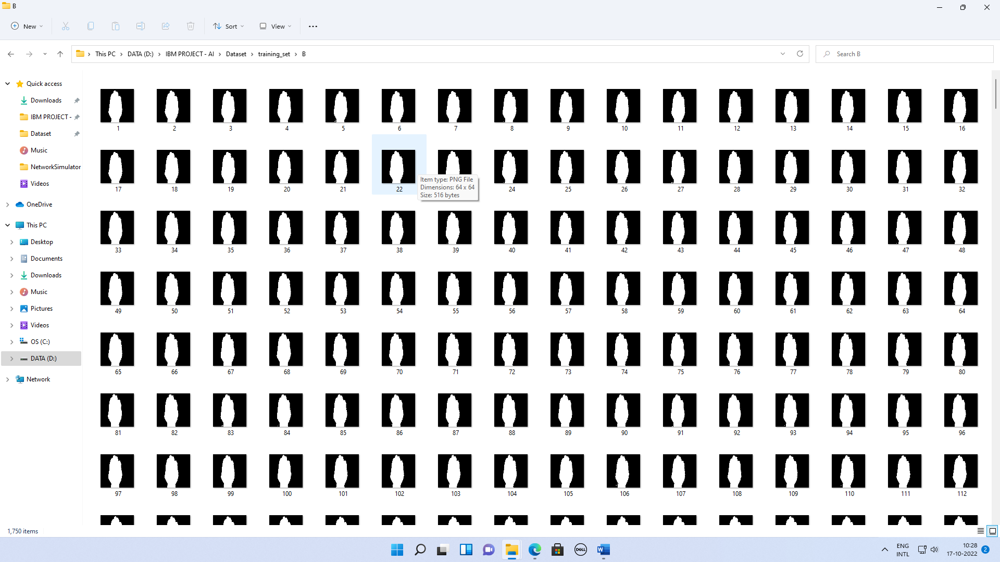 B
New
Sort
View
This PC
DATA (D:)
IBM PROJECT - AI
Dataset
training_set
B
Search B
Quick access
Downloads
IBM PROJECT -
Dataset
Music
NetworkSimulator
Videos
OneDrive
This PC
Desktop
Documents
Downloads
Music
Pictures
Videos
OS (C:)
DATA (D:)
Network
1 2 3 4 5 6 7 8 9 10 11 12 13 14 15 16
17 18 19 20 21 22 24 25 26 27 28 29 30 31 32
Item type: PNG File
Dimensions: 64 x 64
Size: 516 bytes
33 34 35 36 37 38 39 40 41 42 43 44 45 46 47 48
49 50 51 52 53 54 55 56 57 58 59 60 61 62 63 64
65 66 67 68 69 70 71 72 73 74 75 76 77 78 79 80
81 82 83 84 85 86 87 88 89 90 91 92 93 94 95 96
97 98 99 100 101 102 103 104 105 106 107 108 109 110 111 112
1,750 items
DELL
W
ENG
INTL
10:28
17-10-2022
2